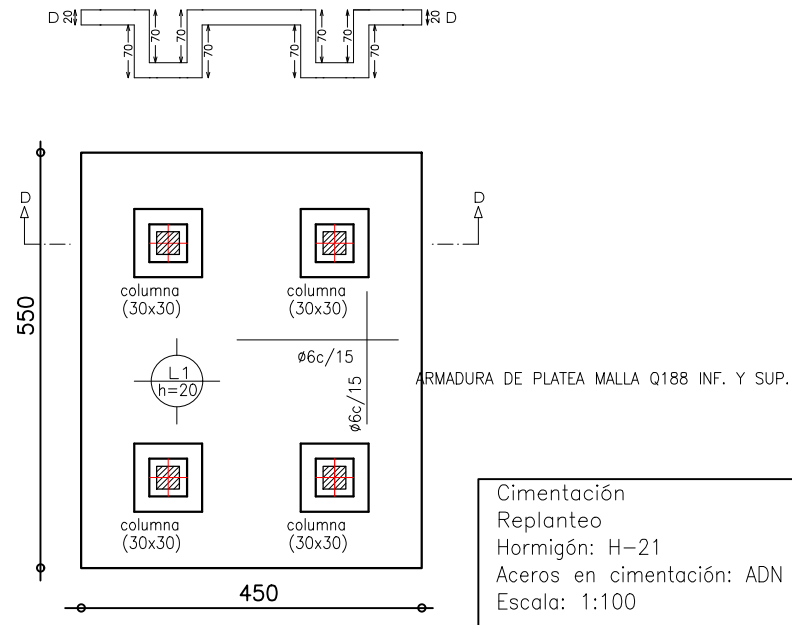 D 20
70
70
70
70
70
70
70
70
20 D
D
D
550
columna
(30x30)
columna
(30x30)
ø6c/15
ø6c/15
L1
h=20
ARMADURA DE PLATEA MALLA Q188 INF. Y SUP.
columna
(30x30)
columna
(30x30)
450
Cimentación
Replanteo
Hormigón: H-21
Aceros en cimentación: ADN
Escala: 1:100